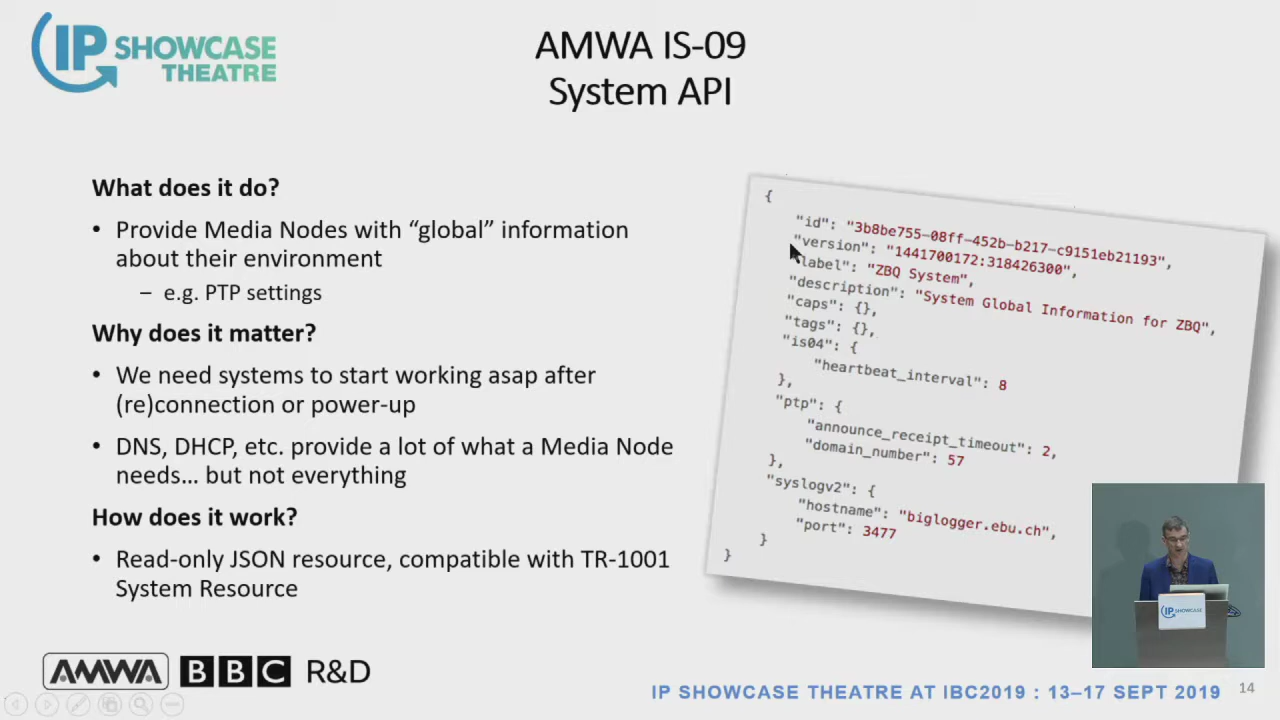 IP SHOWCASE
THEATRE
AMWA IS-09
System API
What does it do?
• Provide Media Nodes with “global” information
about their environment
– e.g. PTP settings
Why does it matter?
• We need systems to start working asap after
(re)connection or power-up
• DNS, DHCP, etc. provide a lot of what a Media Node
needs… but not everything
How does it work?
• Read-only JSON resource, compatible with TR-1001
System Resource
{
"id": "3b8be755-08ff-452b-b217-c9151eb21193",
"version": "1441700172:318426300",
"label": "ZBQ System",
"description": "System Global Information for ZBQ",
"caps": {},
"tags": {},
"is04": {
"heartbeat_interval": 8
},
"ptp": {
"announce_receipt_timeout": 2,
"domain_number": 57
},
"syslogv2": {
"hostname": "biglogger.ebu.ch",
"port": 3477
}
}
IP SHOWCASE
AMWA BBC R&D
IP SHOWCASE THEATRE AT IBC2019 : 13–17 SEPT 2019 14